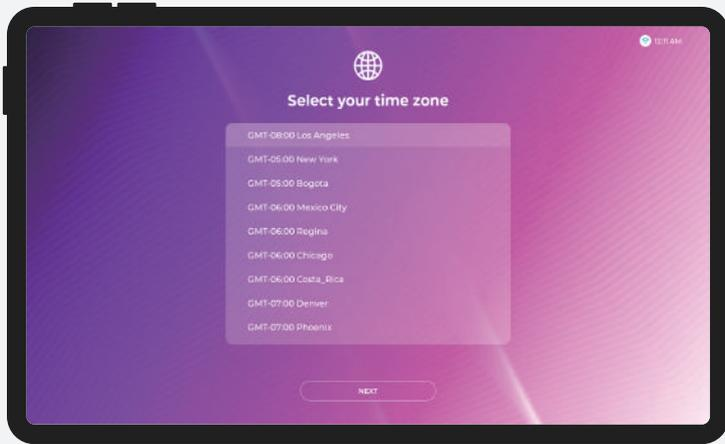 12:11 AM
Select your time zone
GMT-08:00 Los Angeles
GMT-05:00 New York
GMT-05:00 Bogota
GMT-06:00 Mexico City
GMT-06:00 Regina
GMT-06:00 Chicago
GMT-06:00 Costa_Rica
GMT-07:00 Denver
GMT-07:00 Phoenix
NEXT